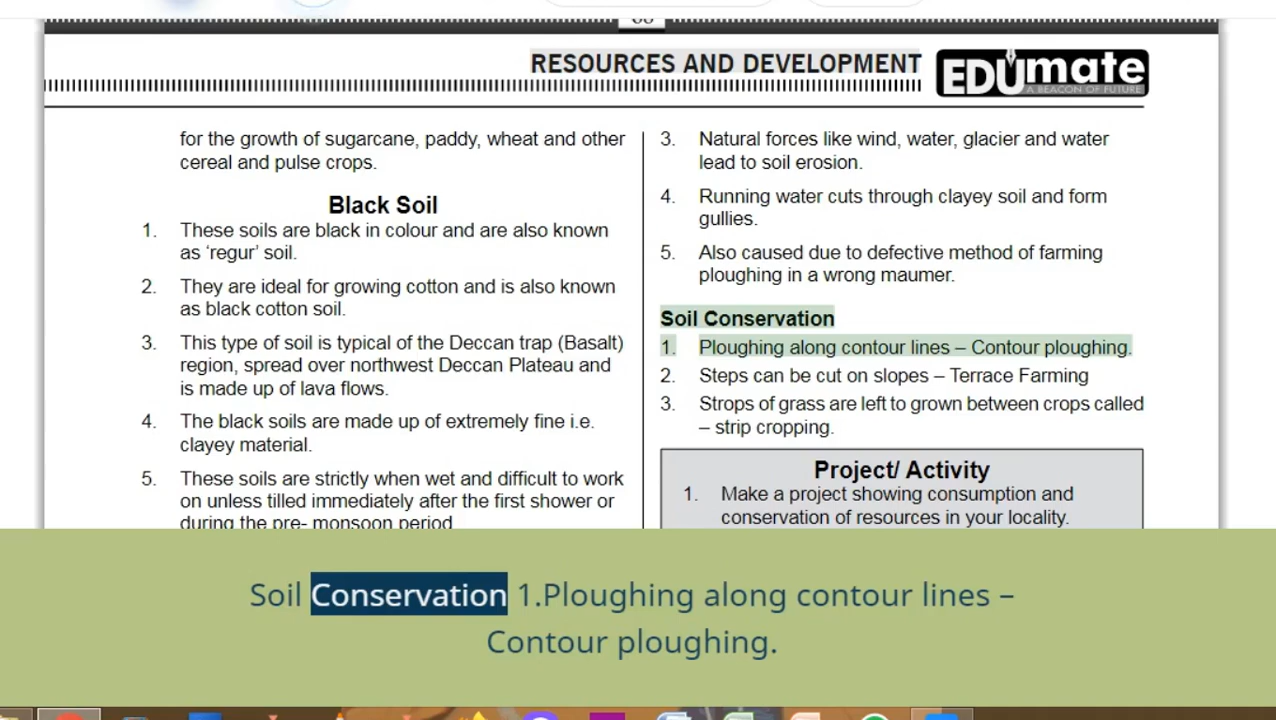 RESOURCES AND DEVELOPMENT
EDUmate
A BEACON OF FUTURE
for the growth of sugarcane, paddy, wheat and other
cereal and pulse crops.
Black Soil
1. These soils are black in colour and are also known
as ‘regur’ soil.
2. They are ideal for growing cotton and is also known
as black cotton soil.
3. This type of soil is typical of the Deccan trap (Basalt)
region, spread over northwest Deccan Plateau and
is made up of lava flows.
4. The black soils are made up of extremely fine i.e.
clayey material.
5. These soils are strictly when wet and difficult to work
on unless tilled immediately after the first shower or
during the pre- monsoon period
3. Natural forces like wind, water, glacier and water
lead to soil erosion.
4. Running water cuts through clayey soil and form
gullies.
5. Also caused due to defective method of farming
ploughing in a wrong maumer.
Soil Conservation
1. Ploughing along contour lines – Contour ploughing.
2. Steps can be cut on slopes – Terrace Farming
3. Strops of grass are left to grown between crops called
– strip cropping.
Project/ Activity
1. Make a project showing consumption and
conservation of resources in your locality.
Soil Conservation 1.Ploughing along contour lines –
Contour ploughing.